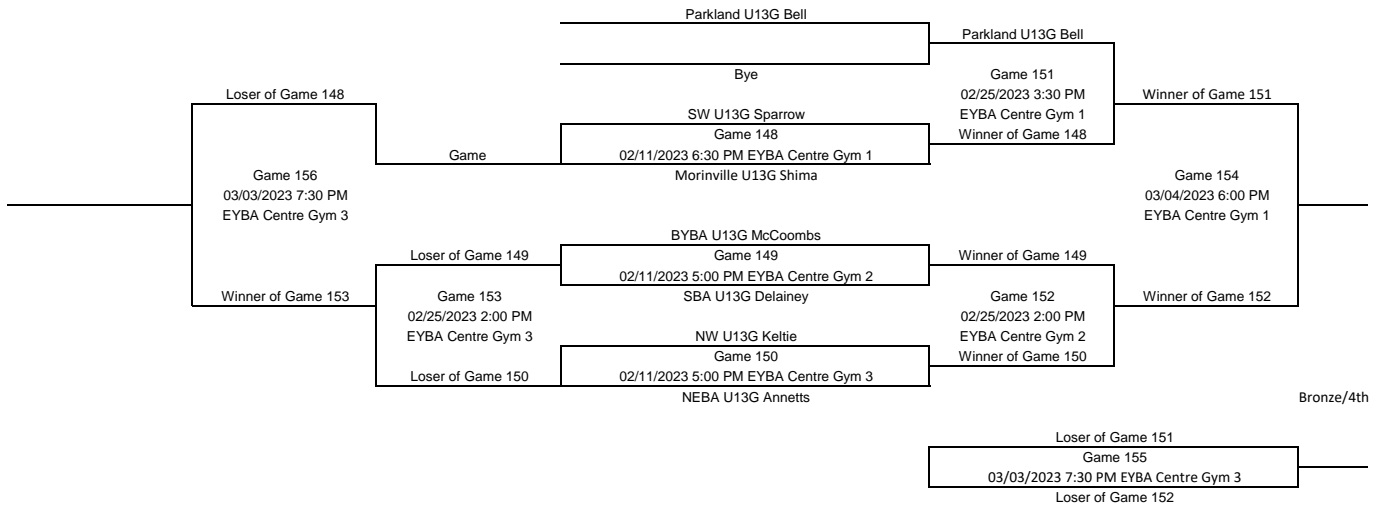 Parkland U13G Bell
Parkland U13G Bell
Bye
Game 151
Loser of Game 148
02/25/2023 3:30 PM
Winner of Game 151
SW U13G Sparrow
EYBA Centre Gym 1
Game 148
Winner of Game 148
Game
02/11/2023 6:30 PM EYBA Centre Gym 1
Game 156
Morinville U13G Shima
Game 154
03/03/2023 7:30 PM
03/04/2023 6:00 PM
EYBA Centre Gym 3
EYBA Centre Gym 1
BYBA U13G McCoombs
Loser of Game 149
Game 149
Winner of Game 149
02/11/2023 5:00 PM EYBA Centre Gym 2
Winner of Game 153
Game 153
SBA U13G Delainey
Game 152
Winner of Game 152
02/25/2023 2:00 PM
02/25/2023 2:00 PM
EYBA Centre Gym 3
NW U13G Keltie
EYBA Centre Gym 2
Game 150
Winner of Game 150
Loser of Game 150
02/11/2023 5:00 PM EYBA Centre Gym 3
NEBA U13G Annetts
Bronze/4th
Loser of Game 151
Game 155
03/03/2023 7:30 PM EYBA Centre Gym 3
Loser of Game 152